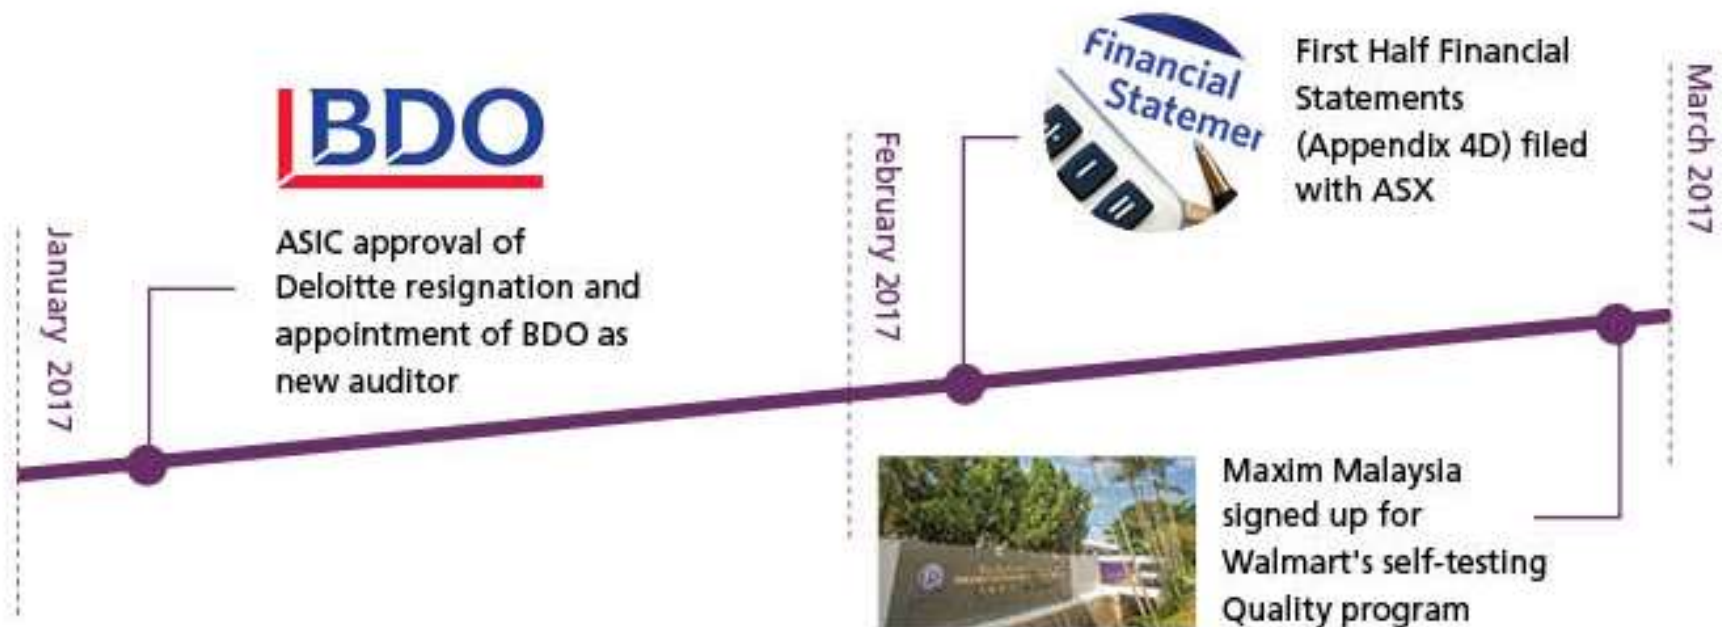 January 2017
BDO
ASIC approval of
Deloitte resignation and
appointment of BDO as
new auditor
February 2017
Financial
Statemer
First Half Financial
Statements
(Appendix 4D) filed
with ASX
Maxim Malaysia
signed up for
Walmart's self-testing
Quality program
March 2017